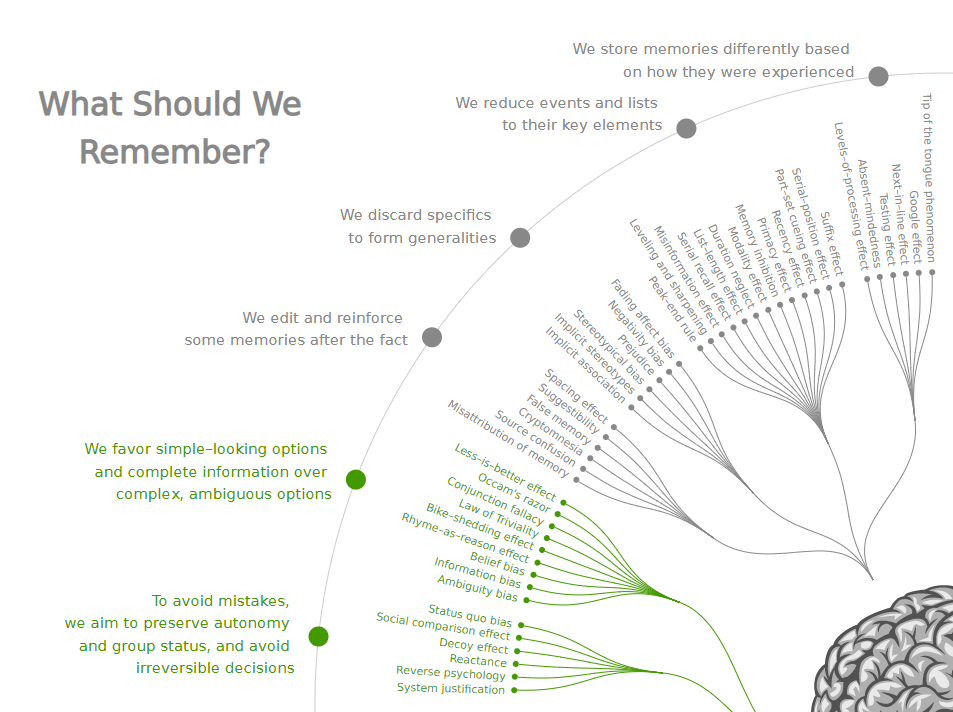 What Should We
Remember?
We store memories differently based
on how they were experienced
We reduce events and lists
to their key elements
We discard specifics
to form generalities
We edit and reinforce
some memories after the fact
We favor simple–looking options
and complete information over
complex, ambiguous options
To avoid mistakes,
we aim to preserve autonomy
and group status, and avoid
irreversible decisions
Tip of the tongue phenomenon
Google effect
Next–in–line effect
Testing effect
Absent–mindedness
Levels–of–processing effect
Suffix effect
Serial–position effect
Part–set cueing effect
Recency effect
Primacy effect
Memory inhibition
Modality effect
Duration neglect
List–length effect
Serial recall effect
Misinformation effect
Leveling and sharpening
Peak–end rule
Fading affect bias
Negativity bias
Prejudice
Stereotypical bias
Implicit stereotypes
Implicit association
Spacing effect
Suggestibility
False memory
Cryptomnesia
Source confusion
Misattribution of memory
Less–is–better effect
Occam's razor
Conjunction fallacy
Law of Triviality
Bike–shedding effect
Rhyme–as–reason effect
Belief bias
Information bias
Ambiguity bias
Status quo bias
Social comparison effect
Decoy effect
Reactance
Reverse psychology
System justification